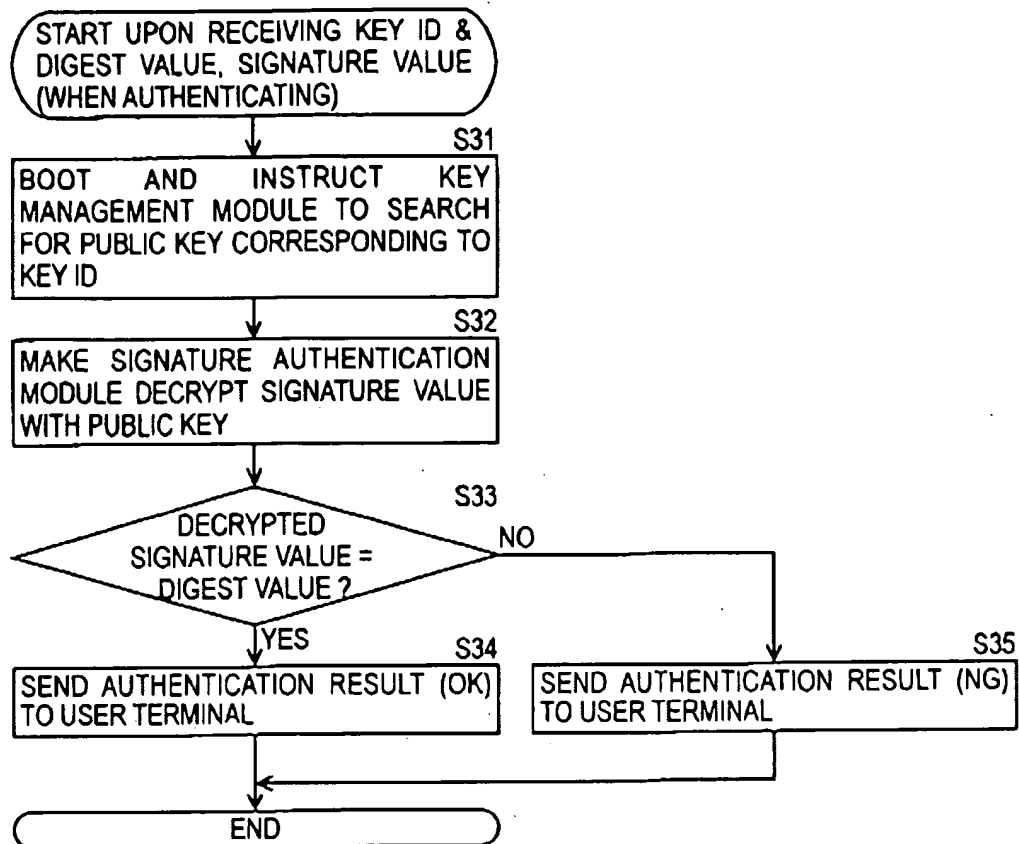 START UPON RECEIVING KEY ID &
DIGEST VALUE, SIGNATURE VALUE
(WHEN AUTHENTICATING)
S31
BOOT AND INSTRUCT KEY
MANAGEMENT MODULE TO SEARCH
FOR PUBLIC KEY CORRESPONDING TO
KEY ID
S32
MAKE SIGNATURE AUTHENTICATION
MODULE DECRYPT SIGNATURE VALUE
WITH PUBLIC KEY
S33
DECRYPTED
SIGNATURE VALUE =
DIGEST VALUE ?
NO
YES
S34
SEND AUTHENTICATION RESULT (OK)
TO USER TERMINAL
S35
SEND AUTHENTICATION RESULT (NG)
TO USER TERMINAL
END